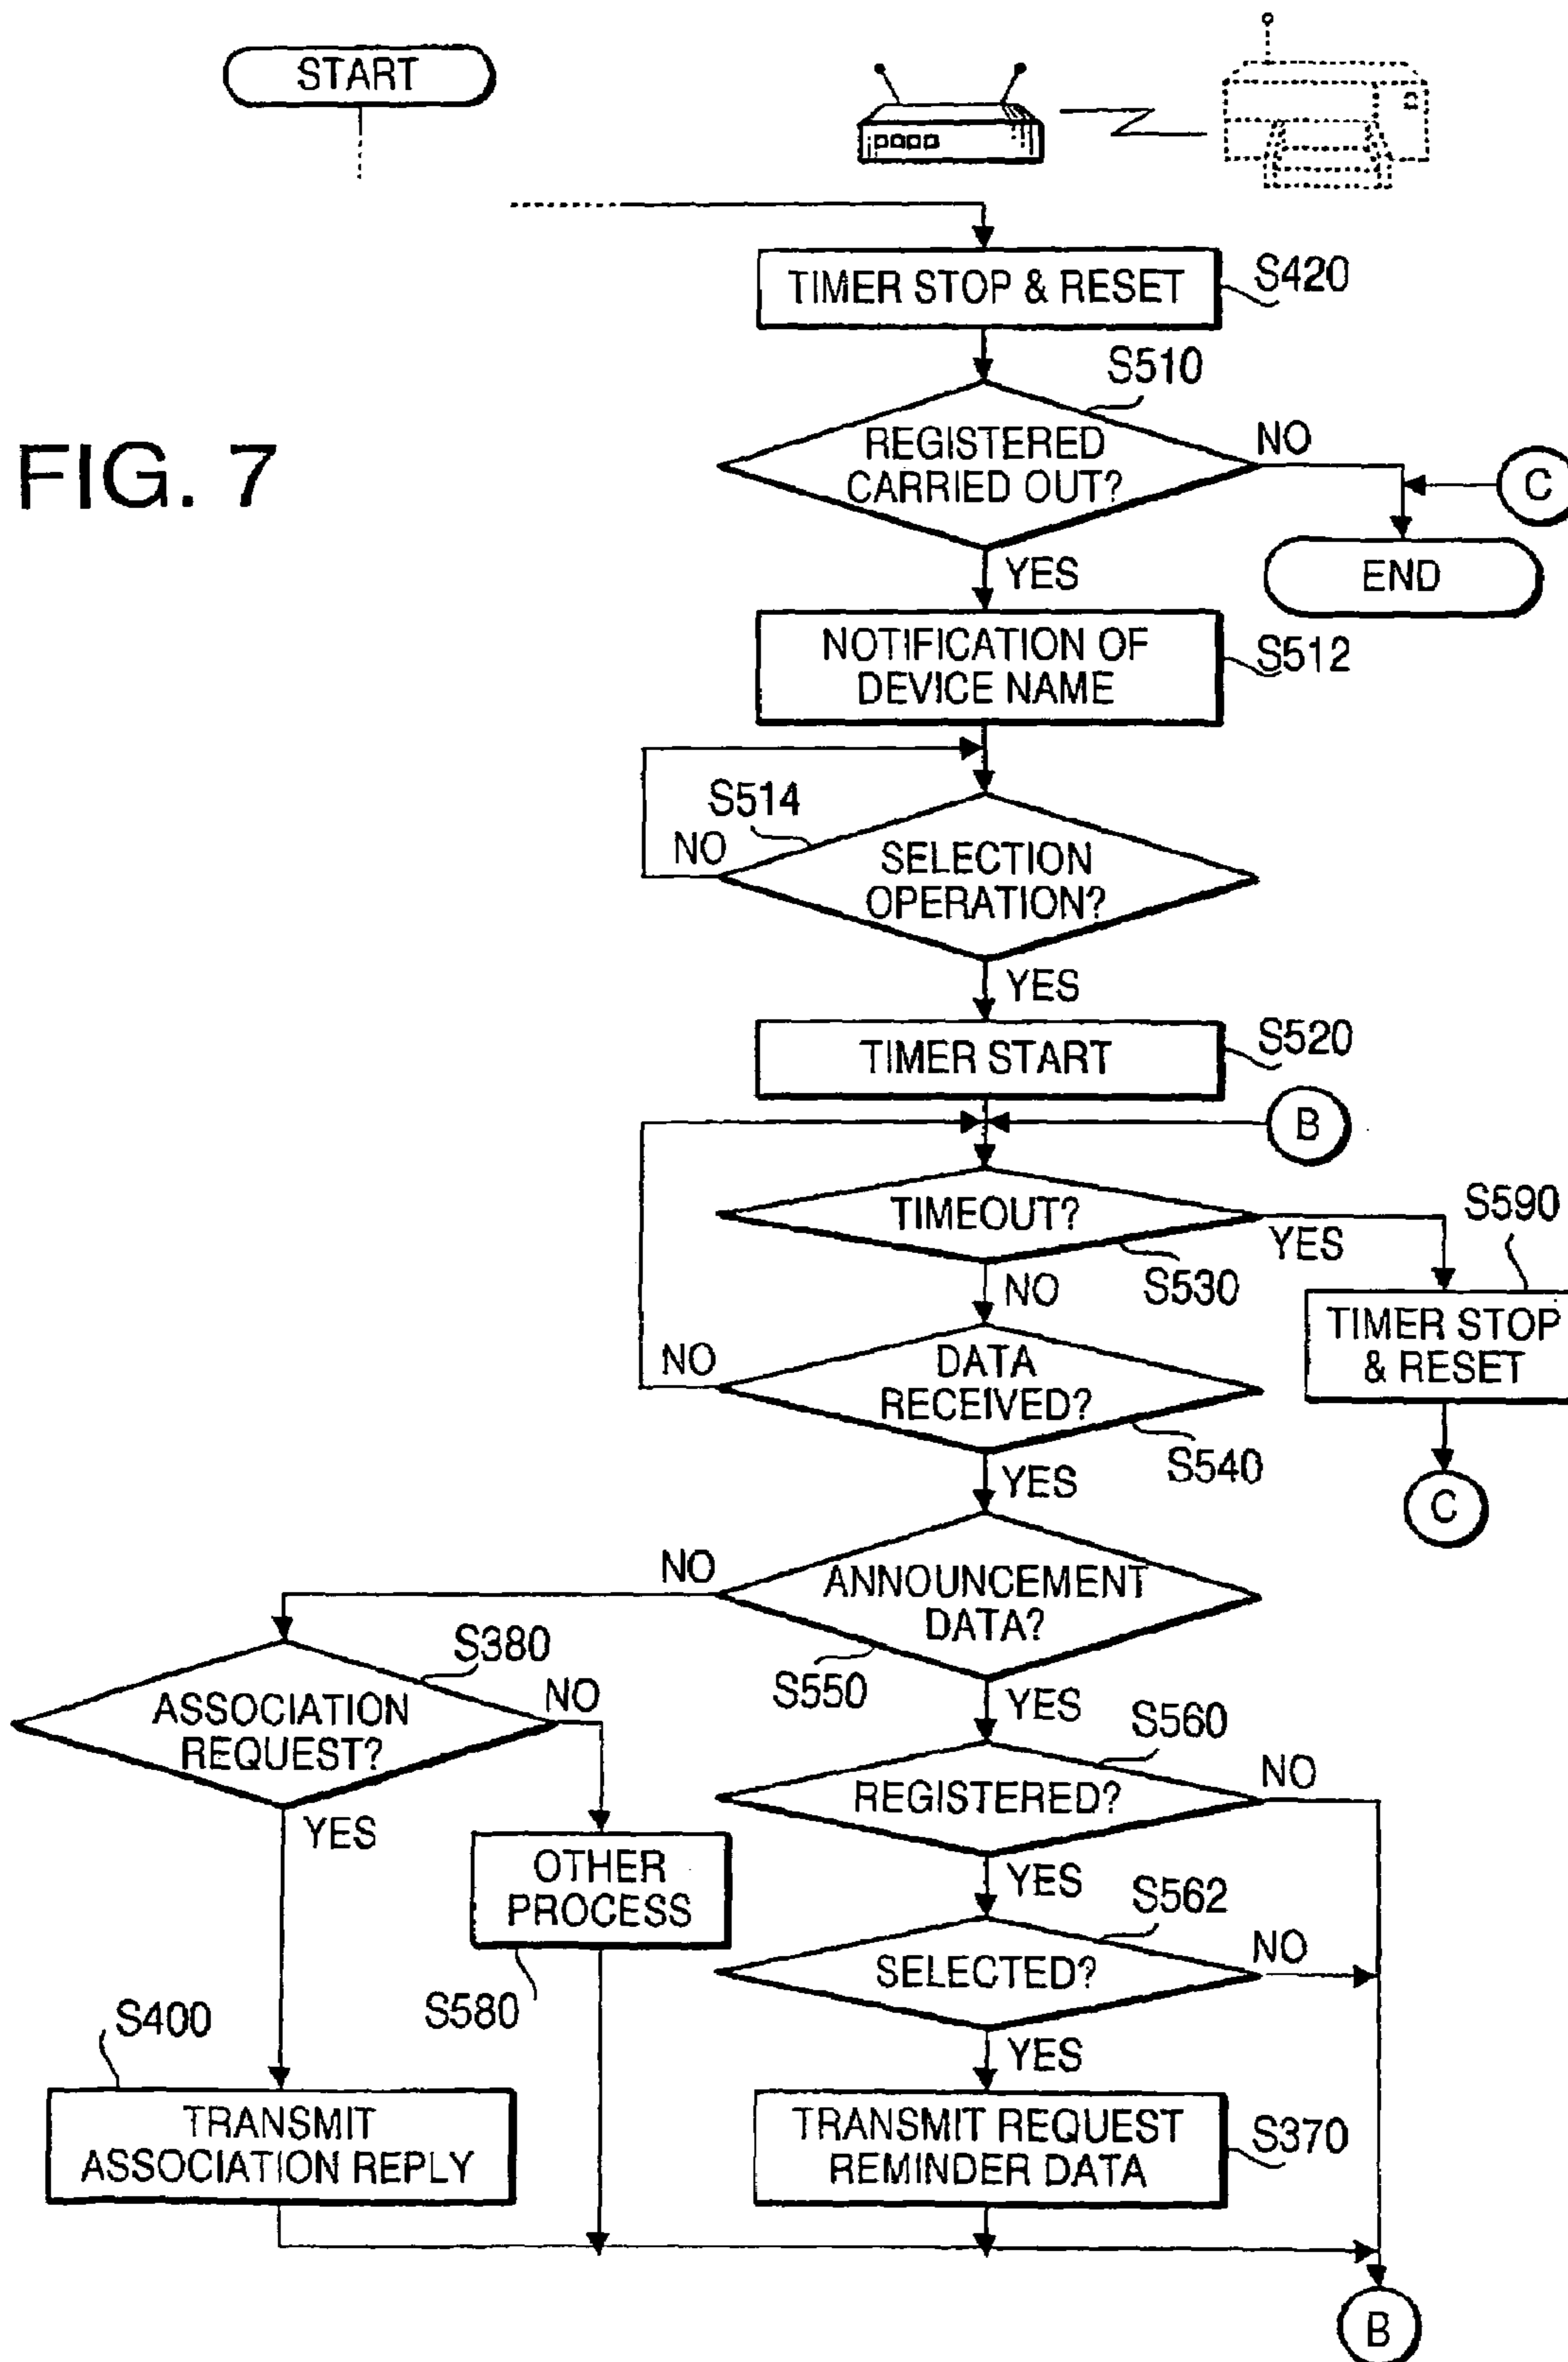 START
TIMER STOP & RESET
S420
S510
FIG. 7
REGISTERED
CARRIED OUT?
NO
C
END
YES
NOTIFICATION OF
DEVICE NAME
S512
S514
NO
SELECTION
OPERATION?
YES
TIMER START
S520
B
TIMEOUT?
YES
S590
S530
NO
TIMER STOP
& RESET
NO
DATA
RECEIVED?
S540
YES
C
NO
ANNOUNCEMENT
DATA?
S550
S380
NO
ASSOCIATION
REQUEST?
YES
S560
NO
REGISTERED?
YES
OTHER
PROCESS
YES
S562
NO
SELECTED?
S580
S400
YES
TRANSMIT
ASSOCIATION REPLY
TRANSMIT REQUEST
REMINDER DATA
S370
B